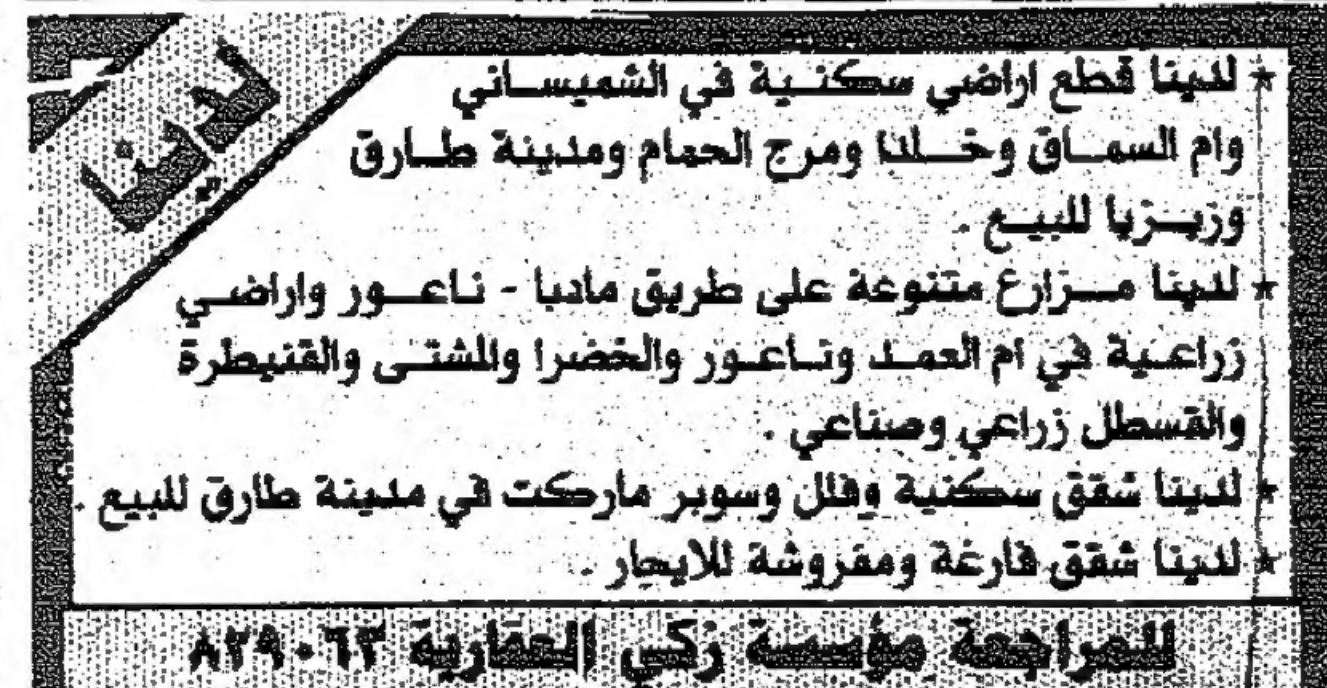 لدينا
* لدينا قطع اراضي سكنية في الشميساني
وام السماق وخلدا ومرج الحمام ومدينة طارق
وزيزيا للبيع .
* لدينا مزارع متنوعة على طريق مادبا - ناعور واراضي
زراعية في ام العمد وناعور والخضرا والمشتى والقنيطرة
والقسطل زراعي وصناعي .
* لدينا شقق سكنية وفلل وسوبر ماركت في مدينة طارق للبيع .
* لدينا شقق فارغة ومفروشة للايجار .
للمراجعة مؤسسة زكي العقارية ٨٢٩٠٦٣